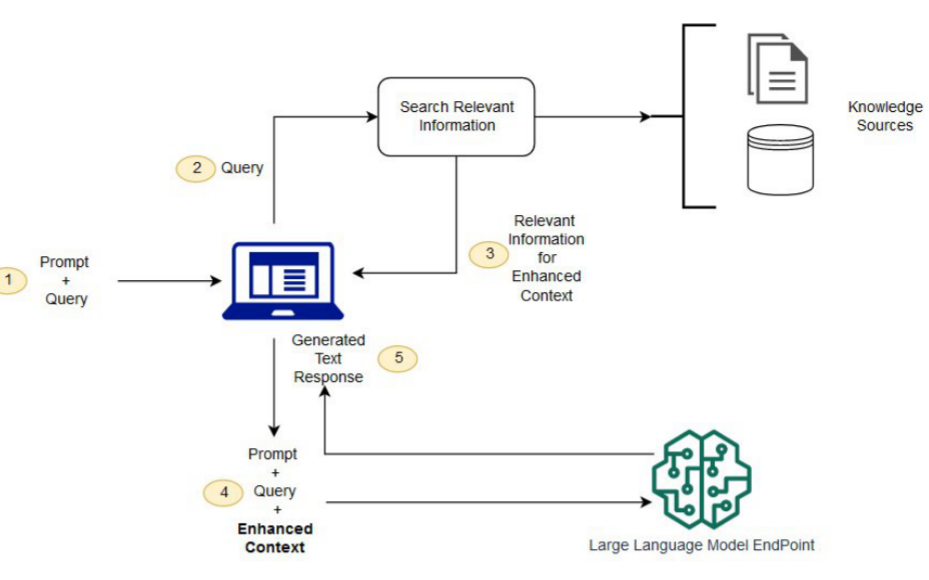 Search Relevant
Information
Knowledge
Sources
2 Query
Relevant
Information
for
Enhanced
Context
3
1
Prompt
+
Query
Generated
Text
Response
5
Prompt
+
Query
+
Enhanced
Context
4
Large Language Model EndPoint